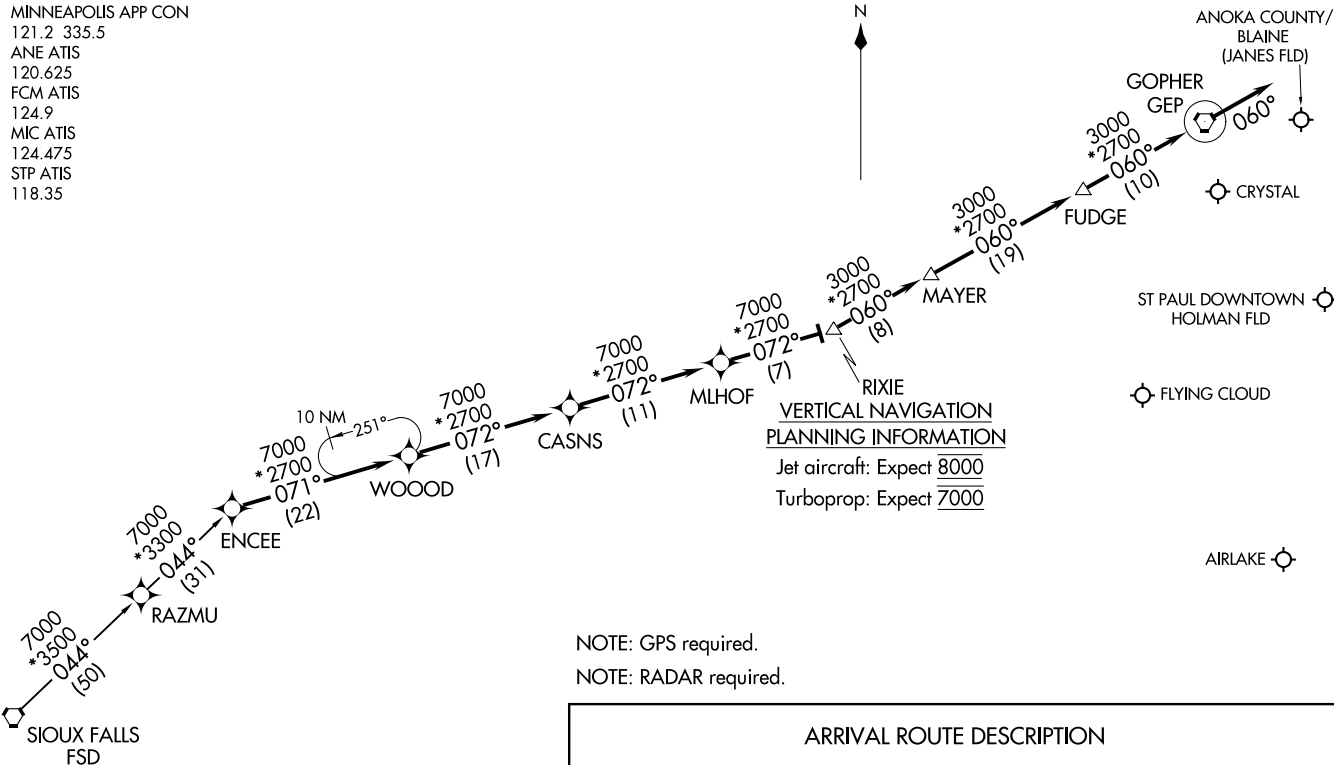 MINNEAPOLIS APP CON
121.2 335.5
ANE ATIS
120.625
FCM ATIS
124.9
MIC ATIS
124.475
STP ATIS
118.35
N
ANOKA COUNTY/
BLAINE
(JANES FLD)
GOPHER
GEP
060°
3000
*2700
060°
(10)
CRYSTAL
FUDGE
3000
*2700
060°
(19)
MAYER
3000
*2700
060°
(8)
ST PAUL DOWNTOWN
HOLMAN FLD
7000
*2700
072°
(7)
RIXIE
FLYING CLOUD
VERTICAL NAVIGATION
PLANNING INFORMATION
Jet aircraft: Expect 8000
Turboprop: Expect 7000
MLHOF
7000
*2700
072°
(11)
CASNS
7000
*2700
072°
(17)
10 NM
251°
WOOOD
7000
*2700
071°
(22)
ENCEE
7000
*3300
044°
(31)
RAZMU
7000
*3500
044°
(50)
SIOUX FALLS
FSD
AIRLAKE
NOTE: GPS required.
NOTE: RADAR required.
ARRIVAL ROUTE DESCRIPTION